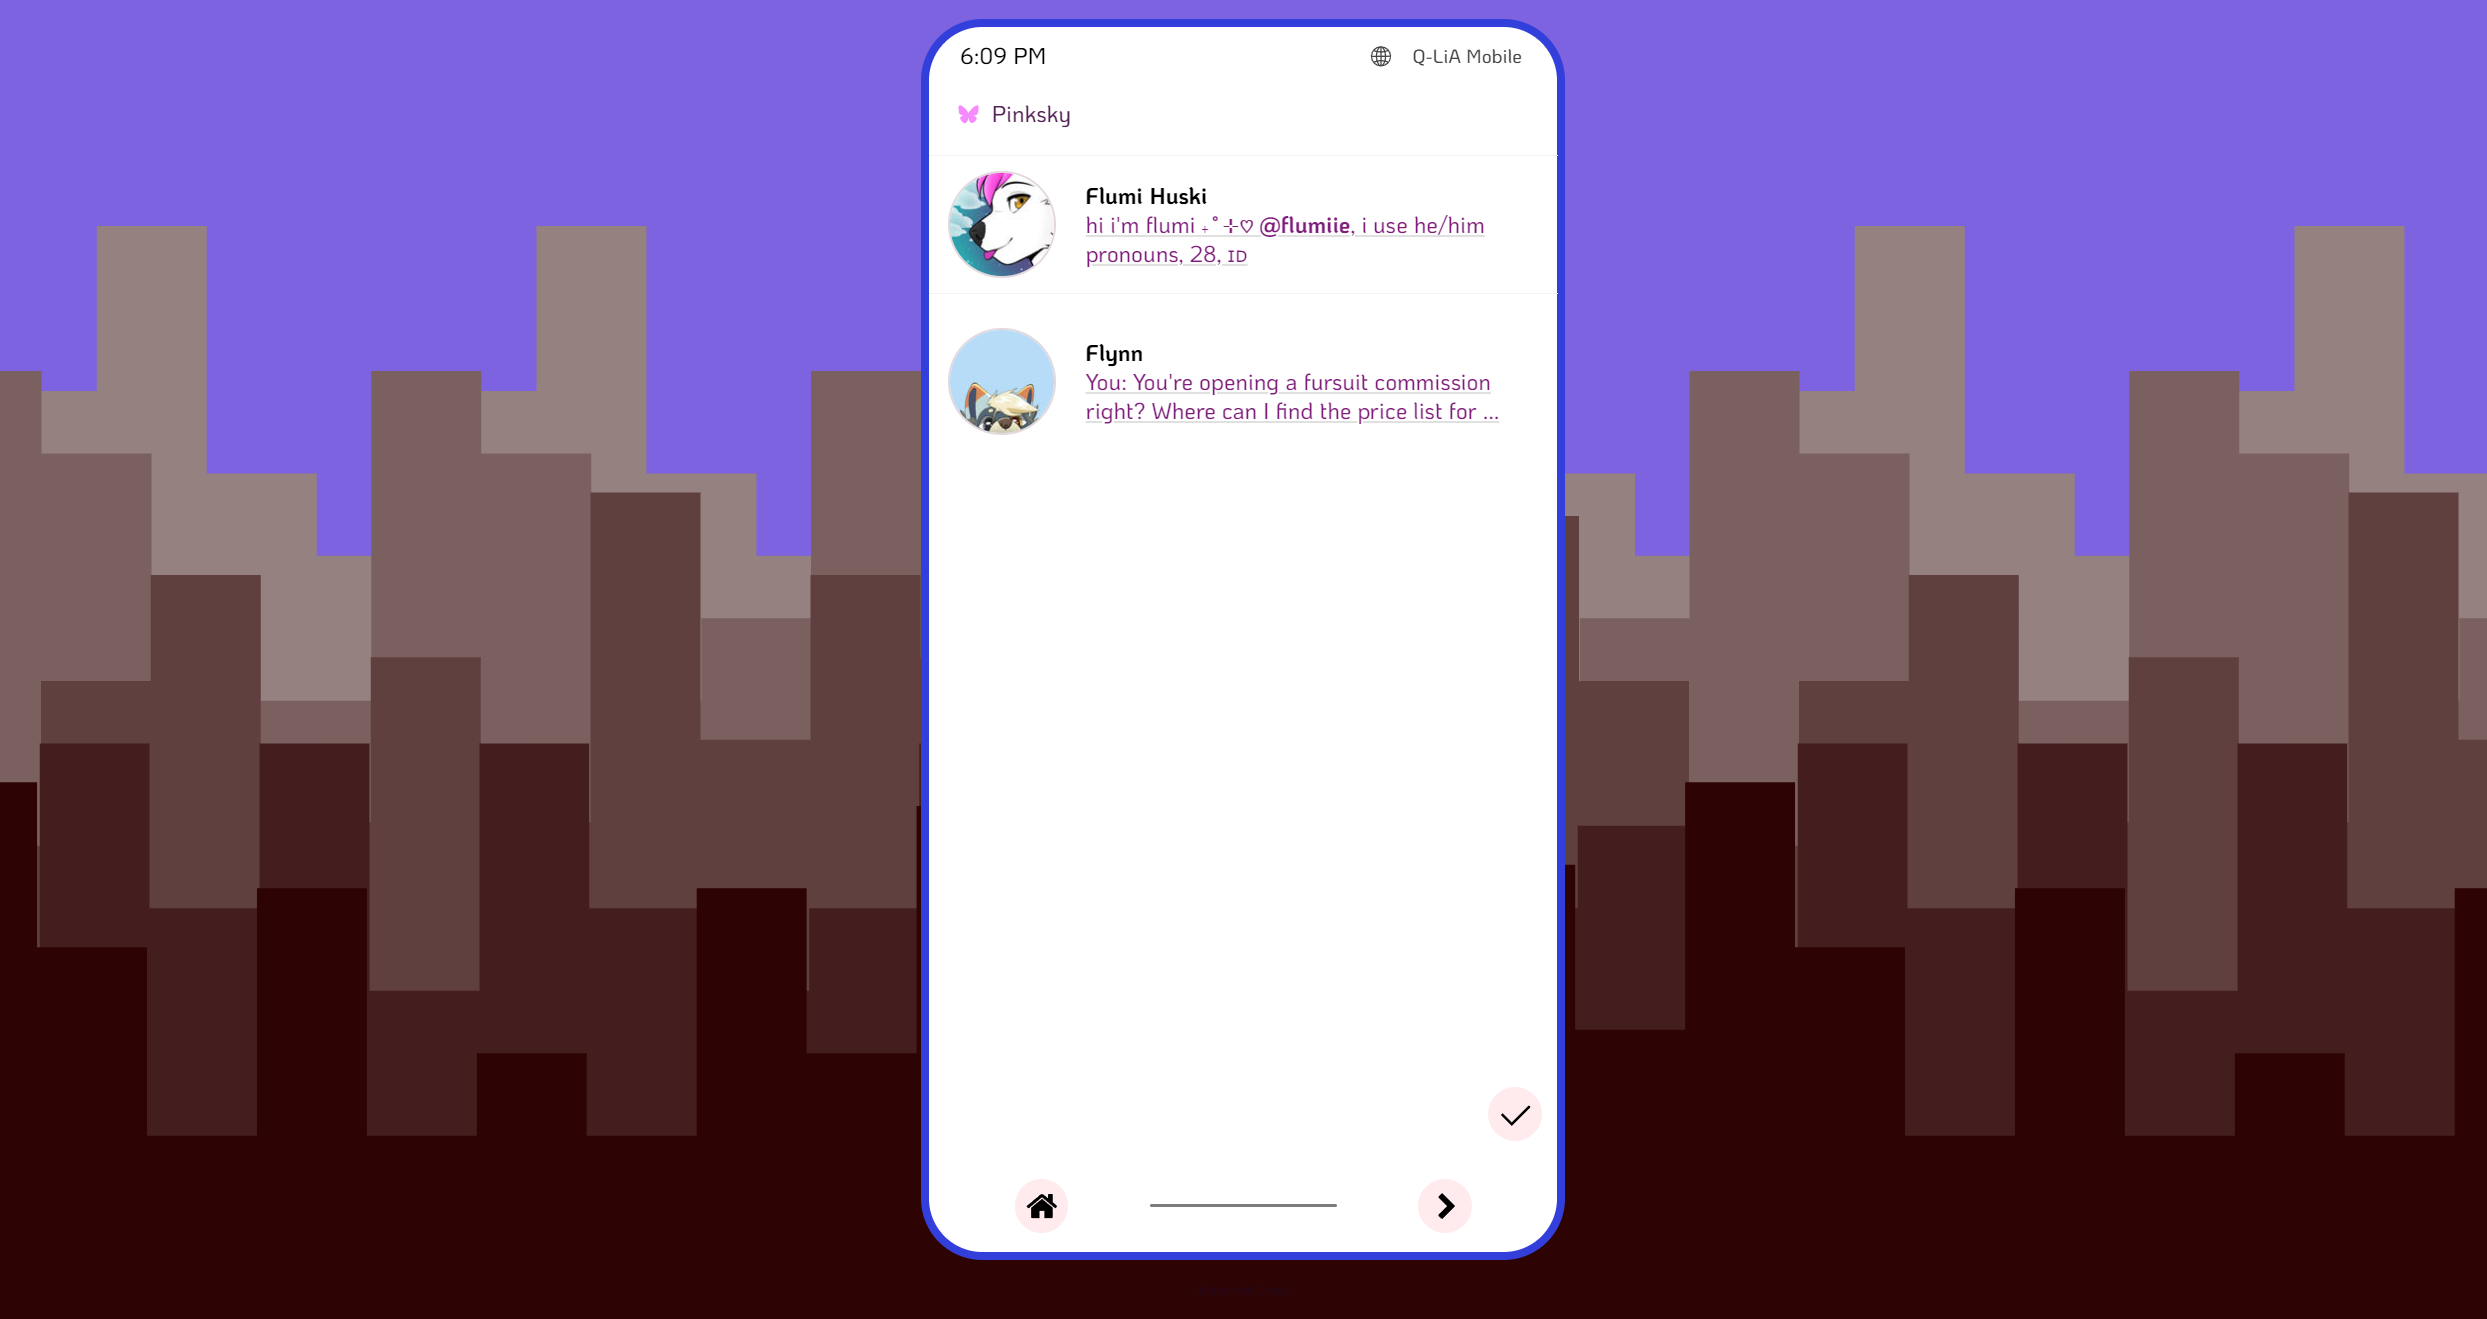 6:09 PM
Q-LiA Mobile
Pinksky
Flumi Huski
hi i'm flumi ₊˚⊹♡ @flumiie, i use he/him
pronouns, 28, ɪᴅ
Flynn
You: You're opening a fursuit commission
right? Where can I find the price list for ...